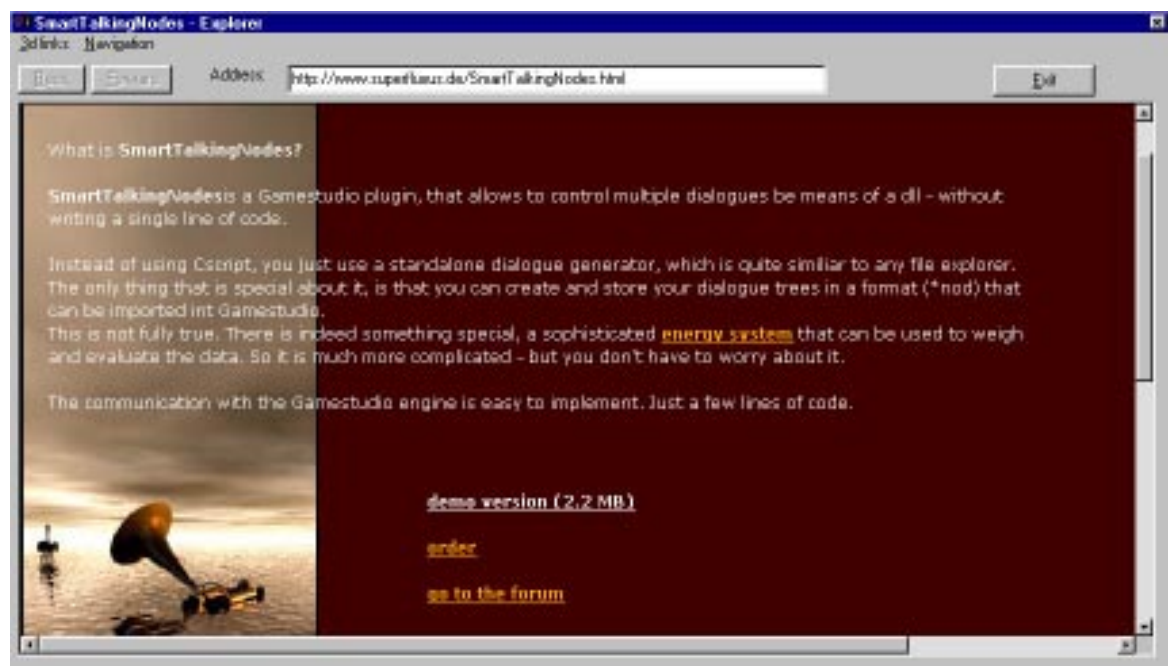 SmartTalkingNodes - Explorer
3dlinks Navigation
Address: http://www.superfluxus.de/SmartTalkingNodes.html Exit
What is SmartTalkingNodes?
SmartTalkingNodesis a Gamestudio plugin, that allows to control multiple dialogues be means of a dll - without
writing a single line of code.
Instead of using Cscript, you just use a standalone dialogue generator, which is quite similiar to any file explorer.
The only thing that is special about it, is that you can create and store your dialogue trees in a format (*nod) that
can be imported int Gamestudio.
This is not fully true. There is indeed something special, a sophisticated energy system that can be used to weigh
and evaluate the data. So it is much more complicated - but you don't have to worry about it.
The communication with the Gamestudio engine is easy to implement. Just a few lines of code.
demo version (2.2 MB)
order
go to the forum